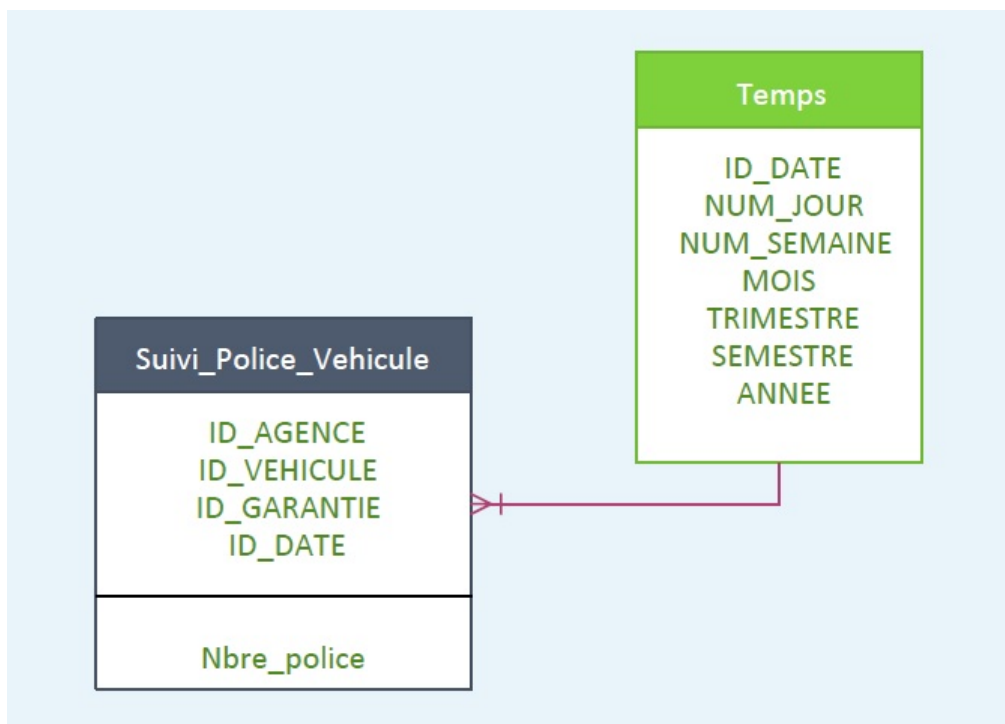 Temps
ID_DATE
NUM_JOUR
NUM_SEMAINE
MOIS
TRIMESTRE
SEMESTRE
ANNEE
Suivi_Police_Vehicule
ID_AGENCE
ID_VEHICULE
ID_GARANTIE
ID_DATE
Nbre_police